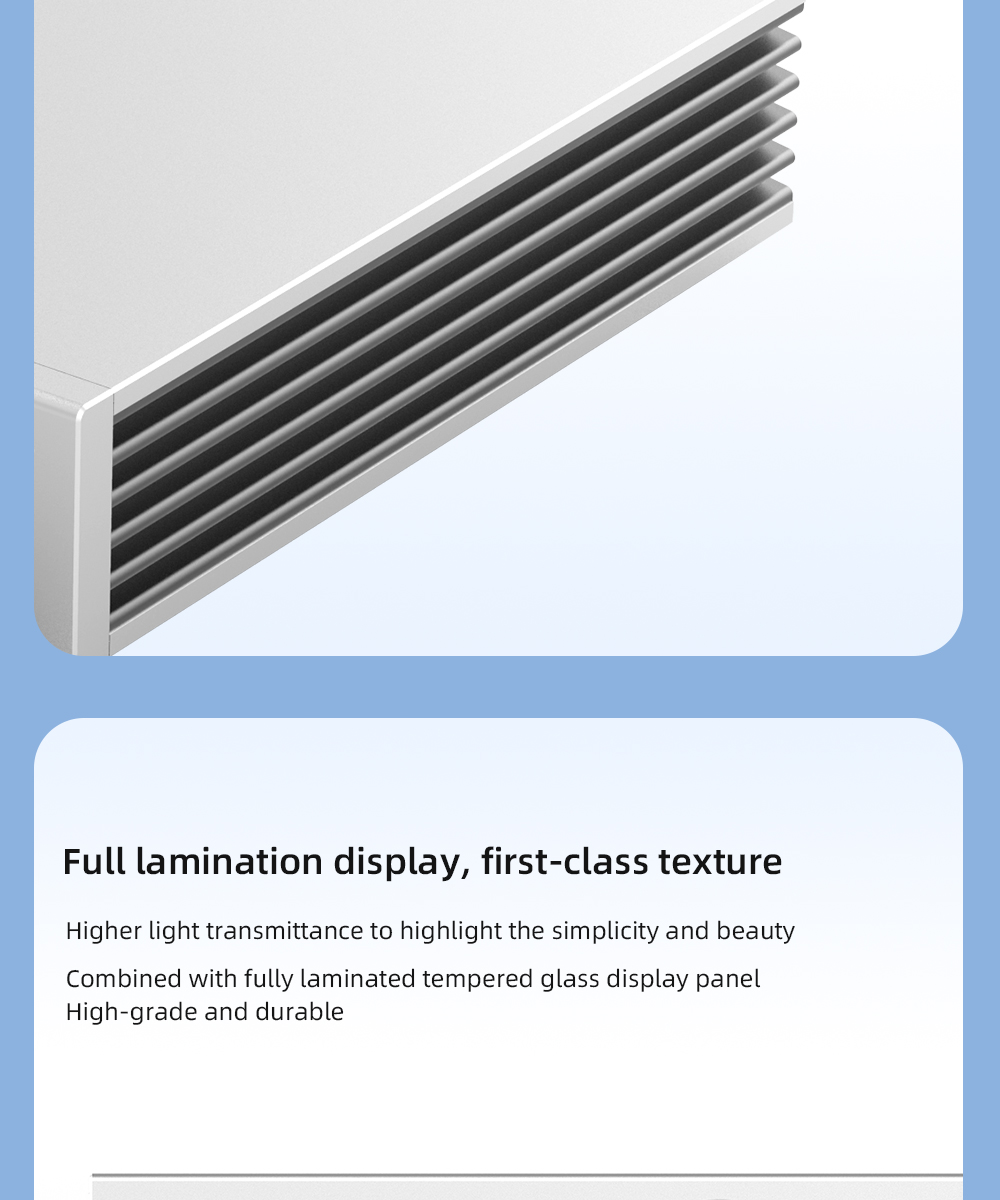 Full lamination display, first-class texture
Higher light transmittance to highlight the simplicity and beauty
Combined with fully laminated tempered glass display panel
High-grade and durable